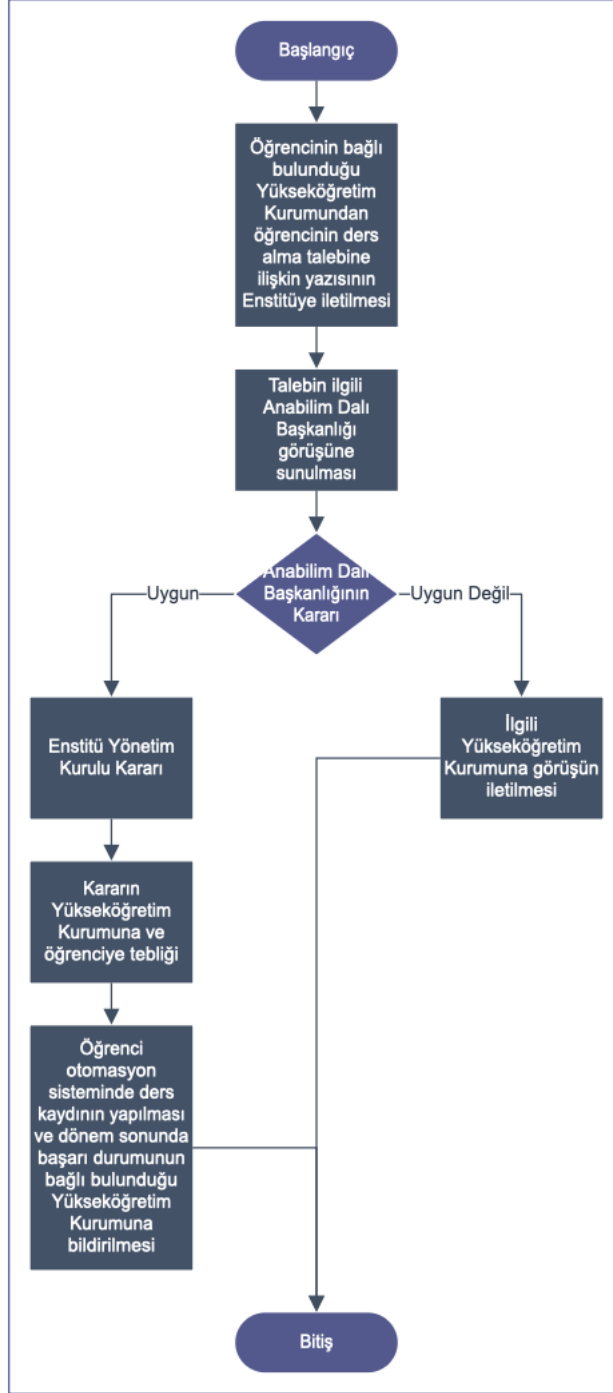 Başlangıç
Öğrencinin bağlı
bulunduğu
Yükseköğretim
Kurumundan
öğrencinin ders
alma talebine
ilişkin yazısının
Enstitüye iletilmesi
Talebin ilgili
Anabilim Dalı
Başkanlığı
görüşüne
sunulması
Anabilim Dalı
Başkanlığının
Kararı
Uygun
Uygun Değil
Enstitü Yönetim
Kurulu Kararı
İlgili
Yükseköğretim
Kurumuna görüşün
iletilmesi
Kararın
Yükseköğretim
Kurumuna ve
öğrenciye tebliği
Öğrenci
otomasyon
sisteminde ders
kaydının yapılması
ve dönem sonunda
başarı durumunun
bağlı bulunduğu
Yükseköğretim
Kurumuna
bildirilmesi
Bitiş